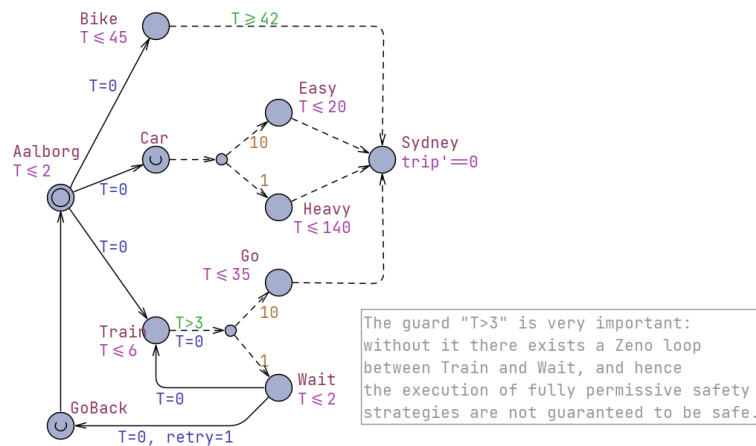 Bike
T≤45
T≥42
T=0
Easy
T≤20
Car
10
Sydney
trip'==0
Aalborg
T≤2
T=0
1
Heavy
T≤140
T=0
Go
T≤35
Train
T≤6
T>3
T=0
10
1
Wait
T≤2
T=0
GoBack
T=0, retry=1
The guard "T>3" is very important:
without it there exists a Zeno loop
between Train and Wait, and hence
the execution of fully permissive safety
strategies are not guaranteed to be safe.